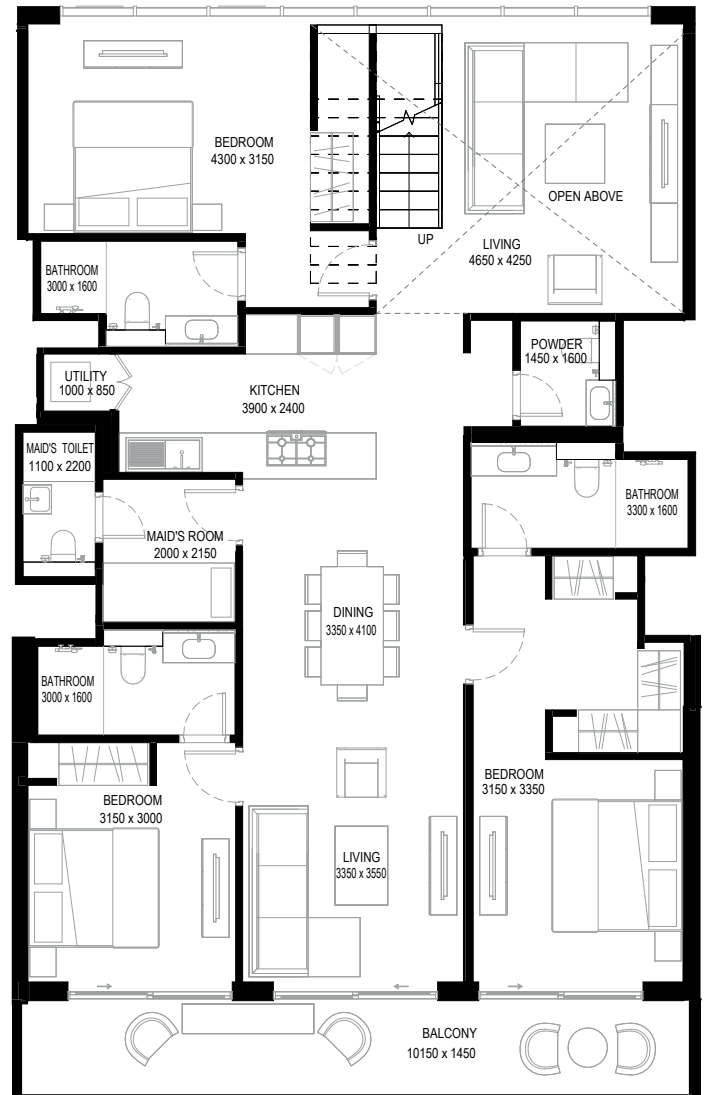 BEDROOM
4300 x 3150
OPEN ABOVE
UP
LIVING
4650 x 4250
BATHROOM
3000 x 1600
POWDER
1450 x 1600
UTILITY
1000 x 850
KITCHEN
3900 x 2400
MAID'S TOILET
1100 x 2200
BATHROOM
3300 x 1600
MAID'S ROOM
2000 x 2150
DINING
3350 x 4100
BATHROOM
3000 x 1600
BEDROOM
3150 x 3350
BEDROOM
3150 x 3000
LIVING
3350 x 3550
BALCONY
10150 x 1450